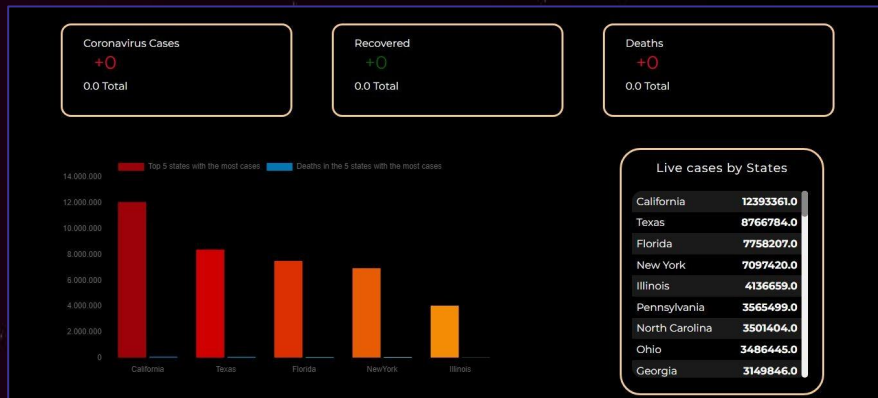 Coronavirus Cases
+0
0.0 Total
Recovered
+0
0.0 Total
Deaths
+0
0.0 Total
Top 5 states with the most cases Deaths in the 5 states with the most cases
14.000.000
12.000.000
10.000.000
8.000.000
6.000.000
4.000.000
2.000.000
0
California Texas Florida NewYork Illinois
Live cases by States
California 12393361.0
Texas 8766784.0
Florida 7758207.0
New York 7097420.0
Illinois 4136659.0
Pennsylvania 3565499.0
North Carolina 3501404.0
Ohio 3486445.0
Georgia 3149846.0